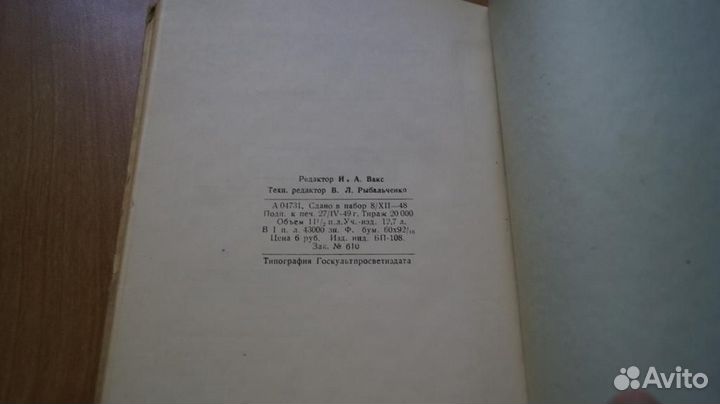 Редактор И. А. Вакс
Техн. редактор В. Л. Рыбальченко
А 04731, Сдано в набор 8/XII—48
Подп. к печ. 27/IV-49 г. Тираж 20 000
Объем 11½ п.л. Уч.-изд. 12,7 л.
В 1 п. л 43000 зн. Ф. бум. 60x92/₁₆
Цена 6 руб. Изд. инд. БП-108.
Зак. № 610
Типография Госкультпросветиздата
Avito